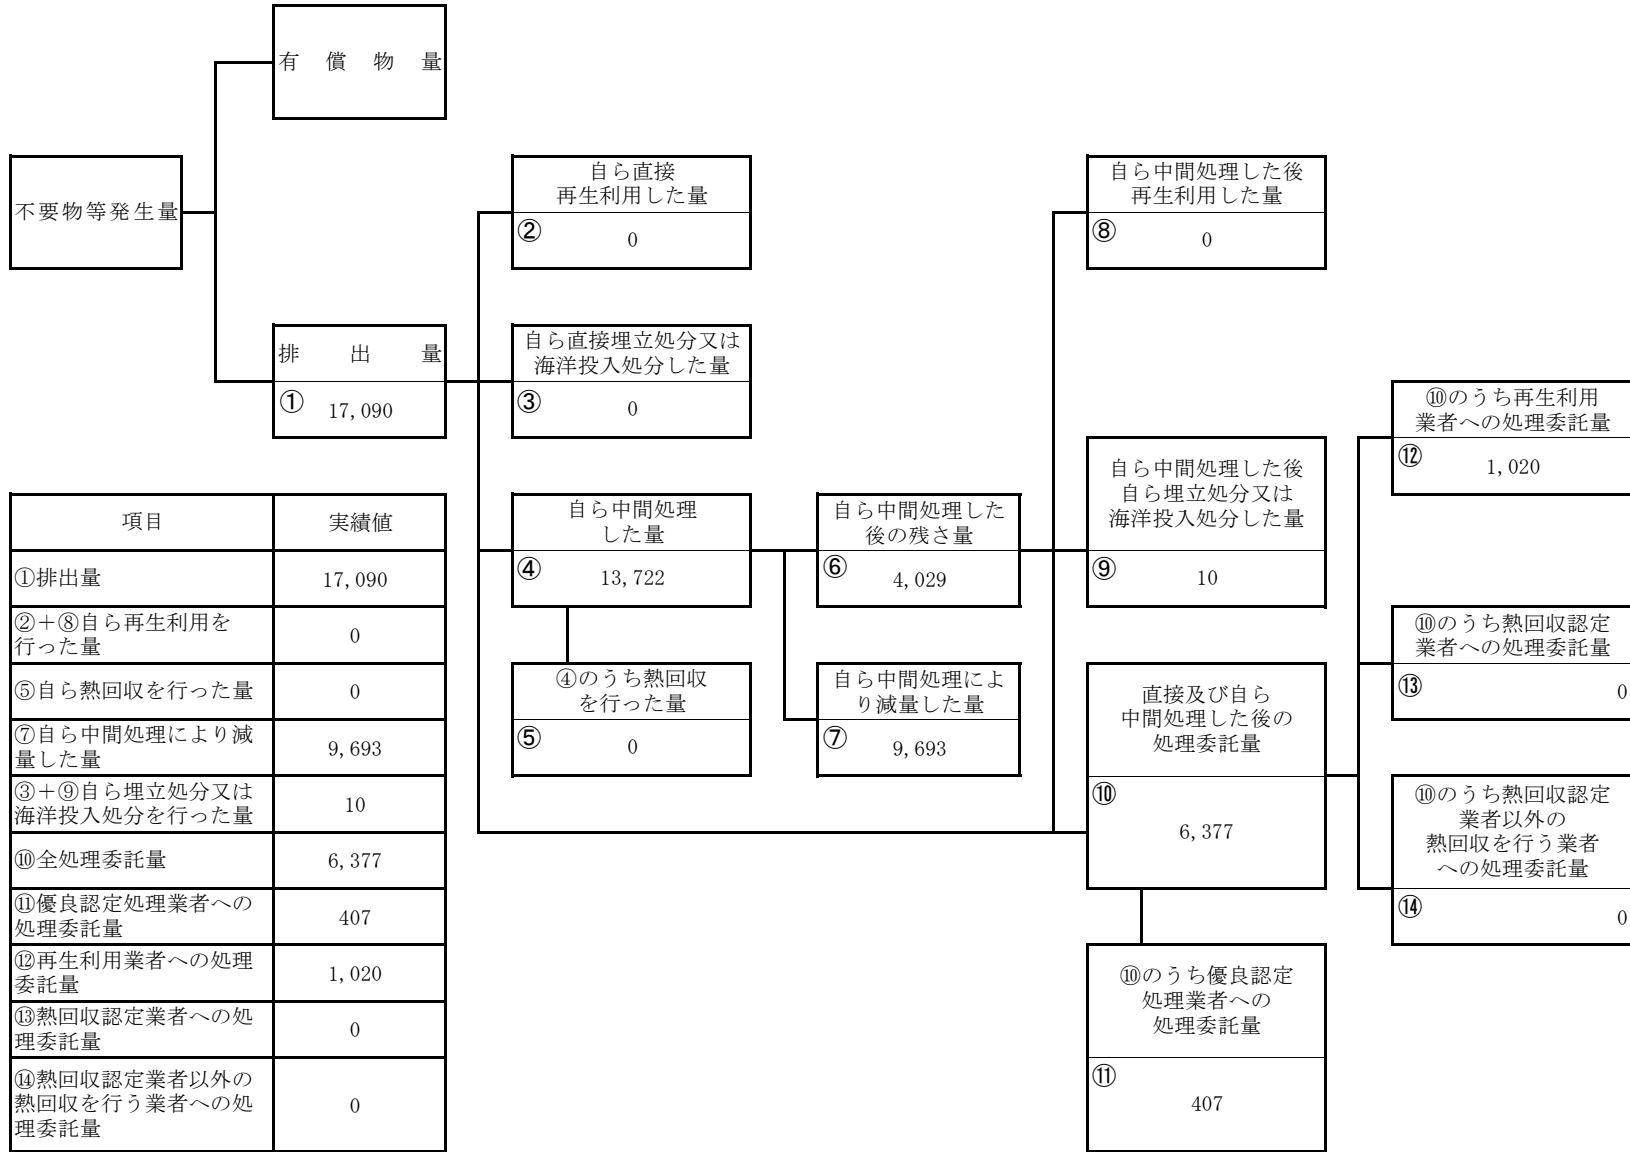 有償物量
不要物等発生量
排出量
① 17,090
自ら直接
再生利用した量
② 0
自ら直接埋立処分又は
海洋投入処分した量
③ 0
自ら中間処理
した量
④ 13,722
④のうち熱回収
を行った量
⑤ 0
自ら中間処理した
後の残さ量
⑥ 4,029
自ら中間処理によ
り減量した量
⑦ 9,693
自ら中間処理した後
再生利用した量
⑧ 0
自ら中間処理した後
自ら埋立処分又は
海洋投入処分した量
⑨ 10
直接及び自ら
中間処理した後の
処理委託量
⑩
6,377
⑩のうち優良認定
処理業者への
処理委託量
⑪
407
⑩のうち再生利用
業者への処理委託量
⑫ 1,020
⑩のうち熱回収認定
業者への処理委託量
⑬ 0
⑩のうち熱回収認定
業者以外の
熱回収を行う業者
への処理委託量
⑭ 0
項目 実績値
①排出量 17,090
②+⑧自ら再生利用を
行った量 0
⑤自ら熱回収を行った量 0
⑦自ら中間処理により減
量した量 9,693
③+⑨自ら埋立処分又は
海洋投入処分を行った量 10
⑩全処理委託量 6,377
⑪優良認定処理業者への
処理委託量 407
⑫再生利用業者への処理
委託量 1,020
⑬熱回収認定業者への処
理委託量 0
⑭熱回収認定業者以外の
熱回収を行う業者への処
理委託量 0